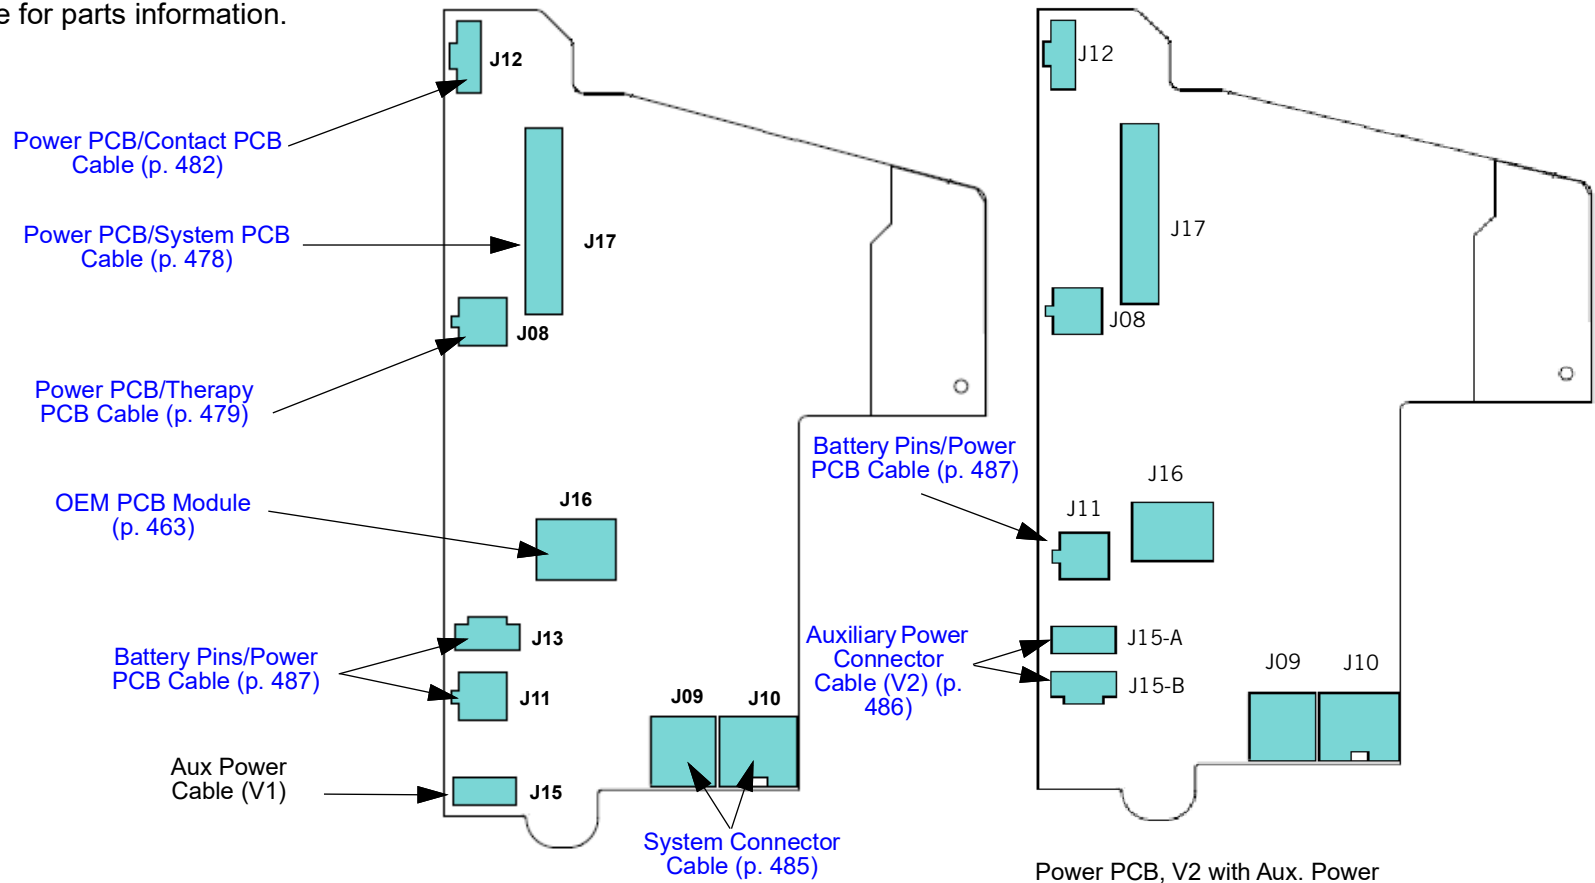 e for parts information.
J12
Power PCB/Contact PCB
Cable (p. 482)
Power PCB/System PCB
Cable (p. 478)
J17
J08
Power PCB/Therapy
PCB Cable (p. 479)
OEM PCB Module
(p. 463)
J16
J13
Battery Pins/Power
PCB Cable (p. 487)
J11
J09
J10
Aux Power
Cable (V1)
J15
System Connector
Cable (p. 485)
J12
J17
J08
Battery Pins/Power
PCB Cable (p. 487)
J16
J11
Auxiliary Power
Connector
Cable (V2) (p.
486)
J15-A
J15-B
J09
J10
Power PCB, V2 with Aux. Power